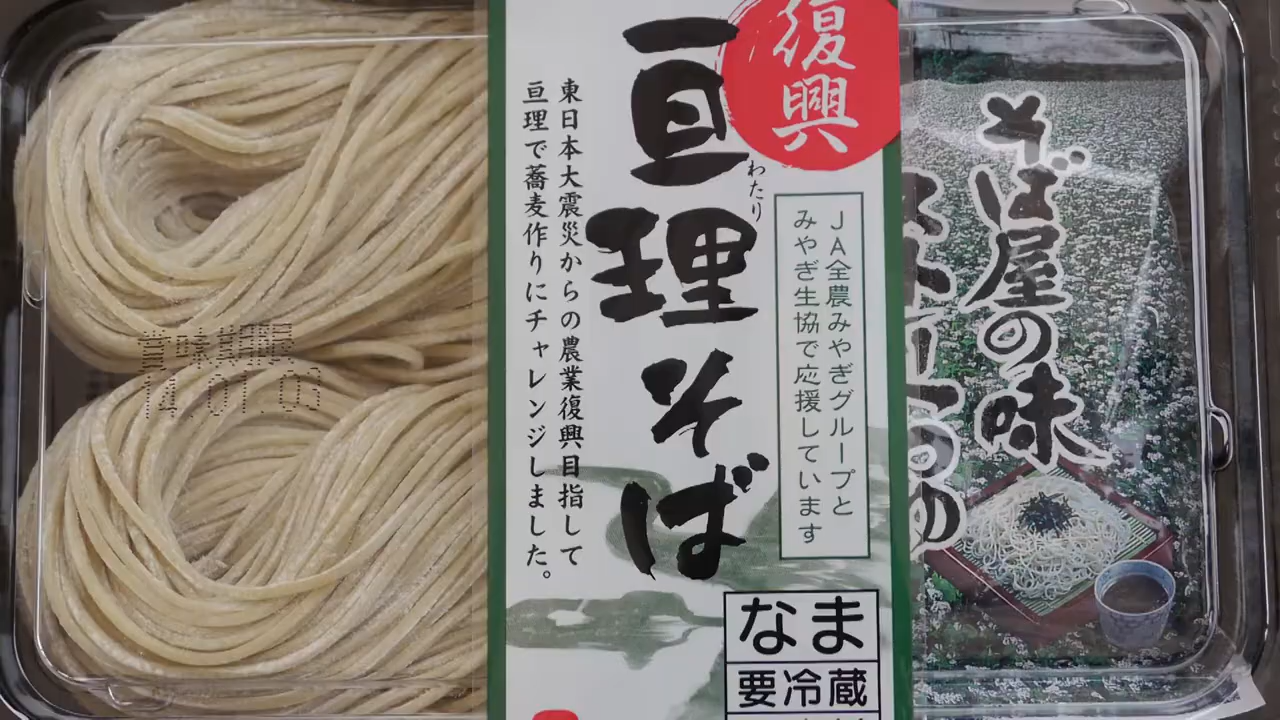 復興
亘理そば
わたり
東日本大震災からの農業復興目指して
亘理で蕎麦作りにチャレンジしました。
JA全農みやぎグループと
みやぎ生協で応援しています
なま
要冷蔵
そば屋の味
つゆ
賞味期限
14.01.03